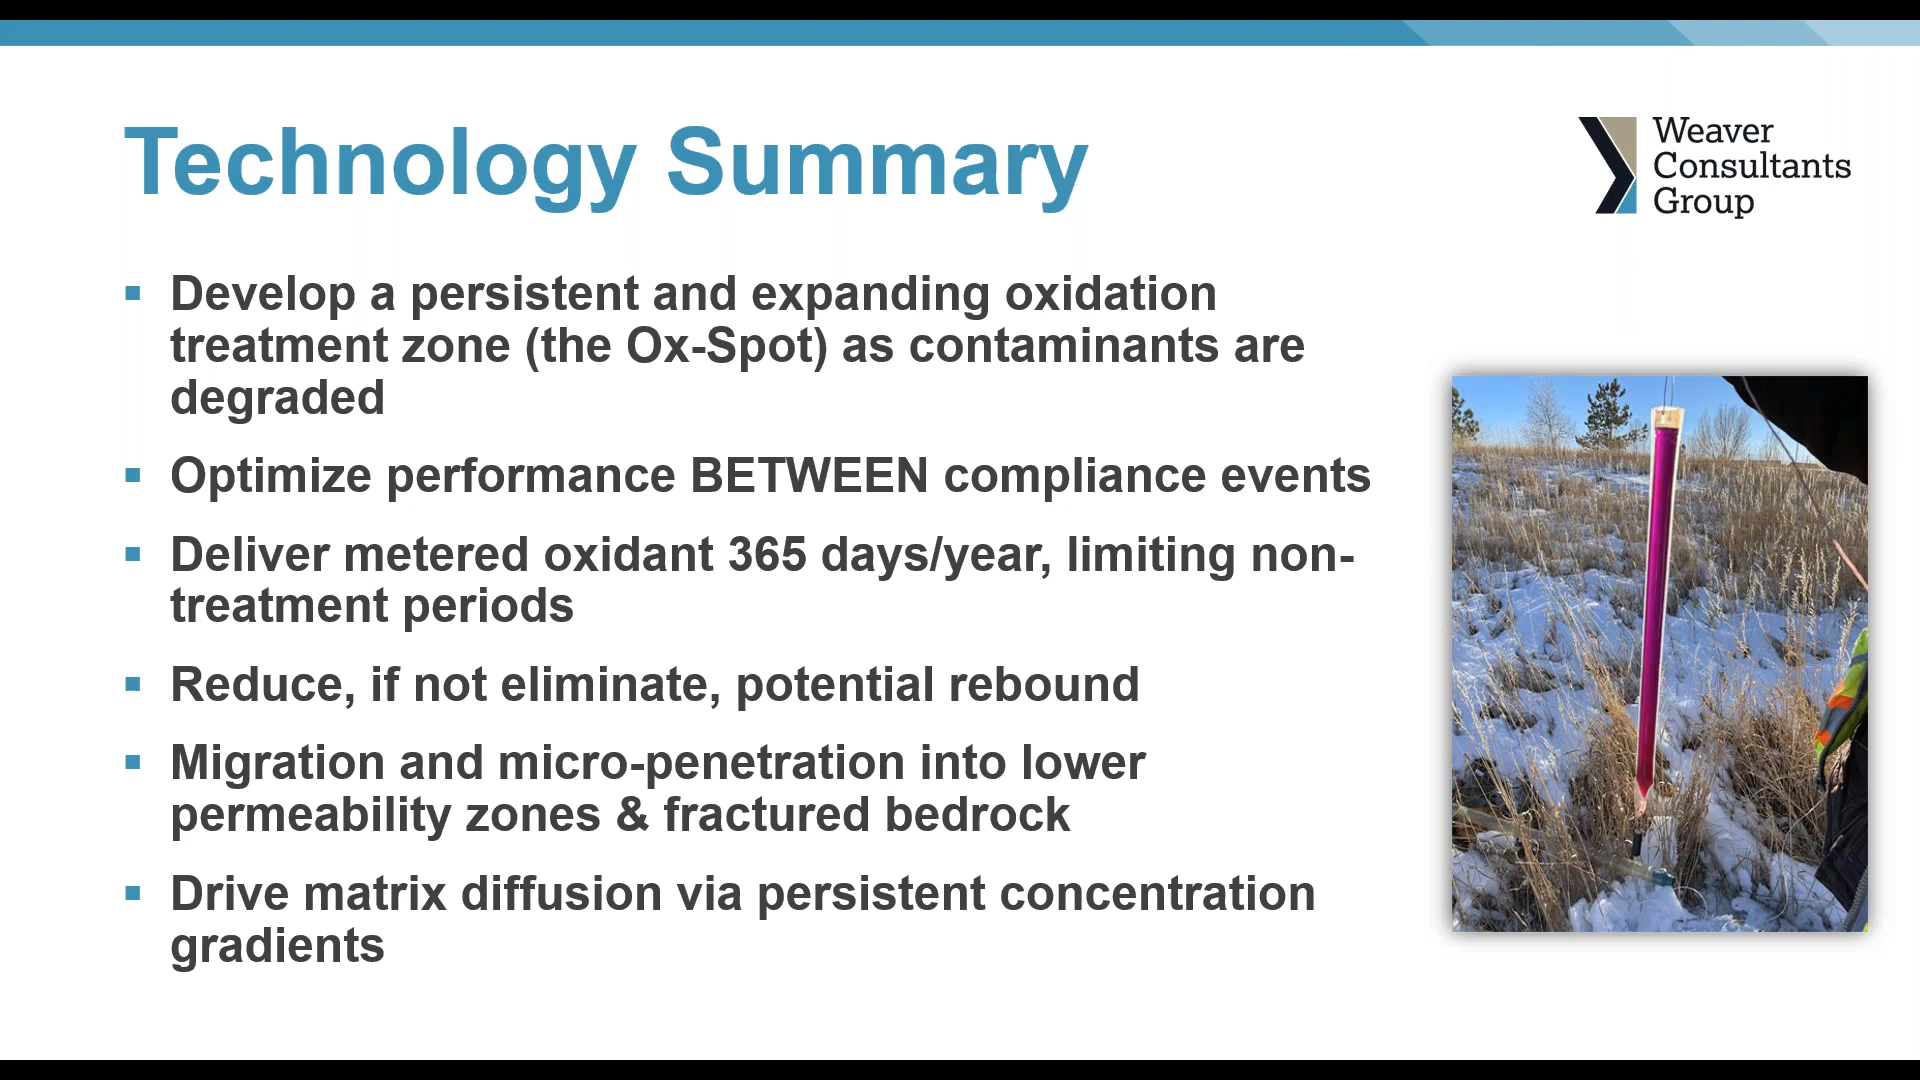 Technology Summary
Weaver
Consultants
Group
Develop a persistent and expanding oxidation
treatment zone (the Ox-Spot) as contaminants are
degraded
Optimize performance BETWEEN compliance events
Deliver metered oxidant 365 days/year, limiting non-
treatment periods
Reduce, if not eliminate, potential rebound
Migration and micro-penetration into lower
permeability zones & fractured bedrock
Drive matrix diffusion via persistent concentration
gradients